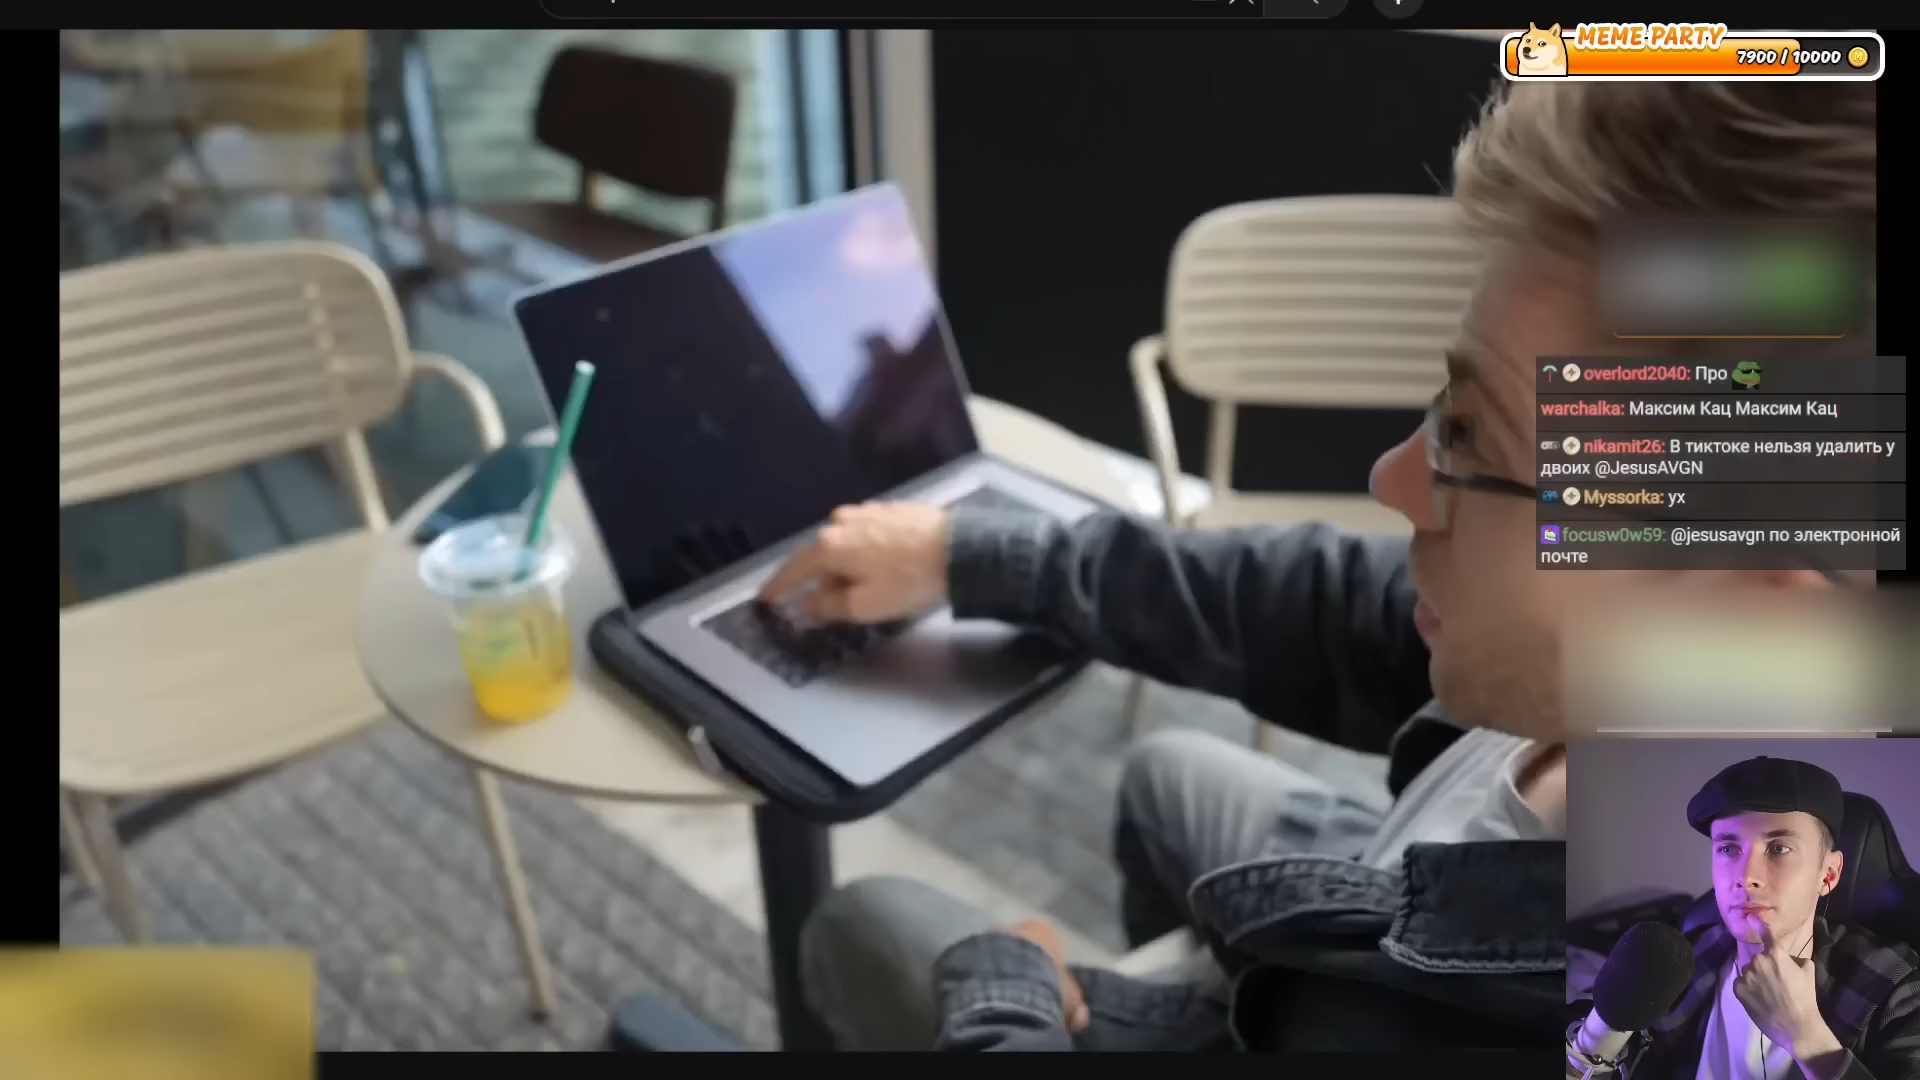 MEME PARTY
7900 / 10000
overlord2040: Про
warchalka: Максим Кац Максим Кац
nikamit26: В тиктоке нельзя удалить у
двоих @JesusAVGN
Myssorka: ух
focusw0w59: @jesusavgn по электронной
почте